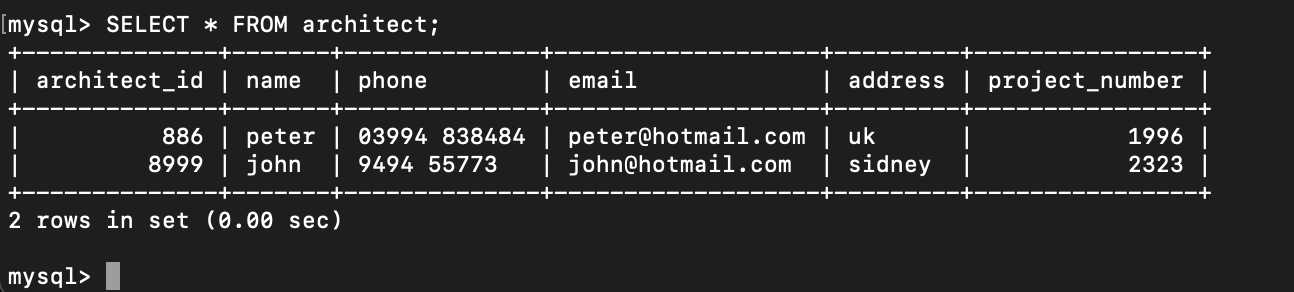 [mysql> SELECT * FROM architect;
+--------------+-------+--------------+-------------------+---------+----------------+
| architect_id | name  | phone        | email             | address | project_number |
+--------------+-------+--------------+-------------------+---------+----------------+
|          886 | peter | 03994 838484 | peter@hotmail.com | uk      |           1996 |
|         8999 | john  | 9494 55773   | john@hotmail.com  | sidney  |           2323 |
+--------------+-------+--------------+-------------------+---------+----------------+
2 rows in set (0.00 sec)
mysql>